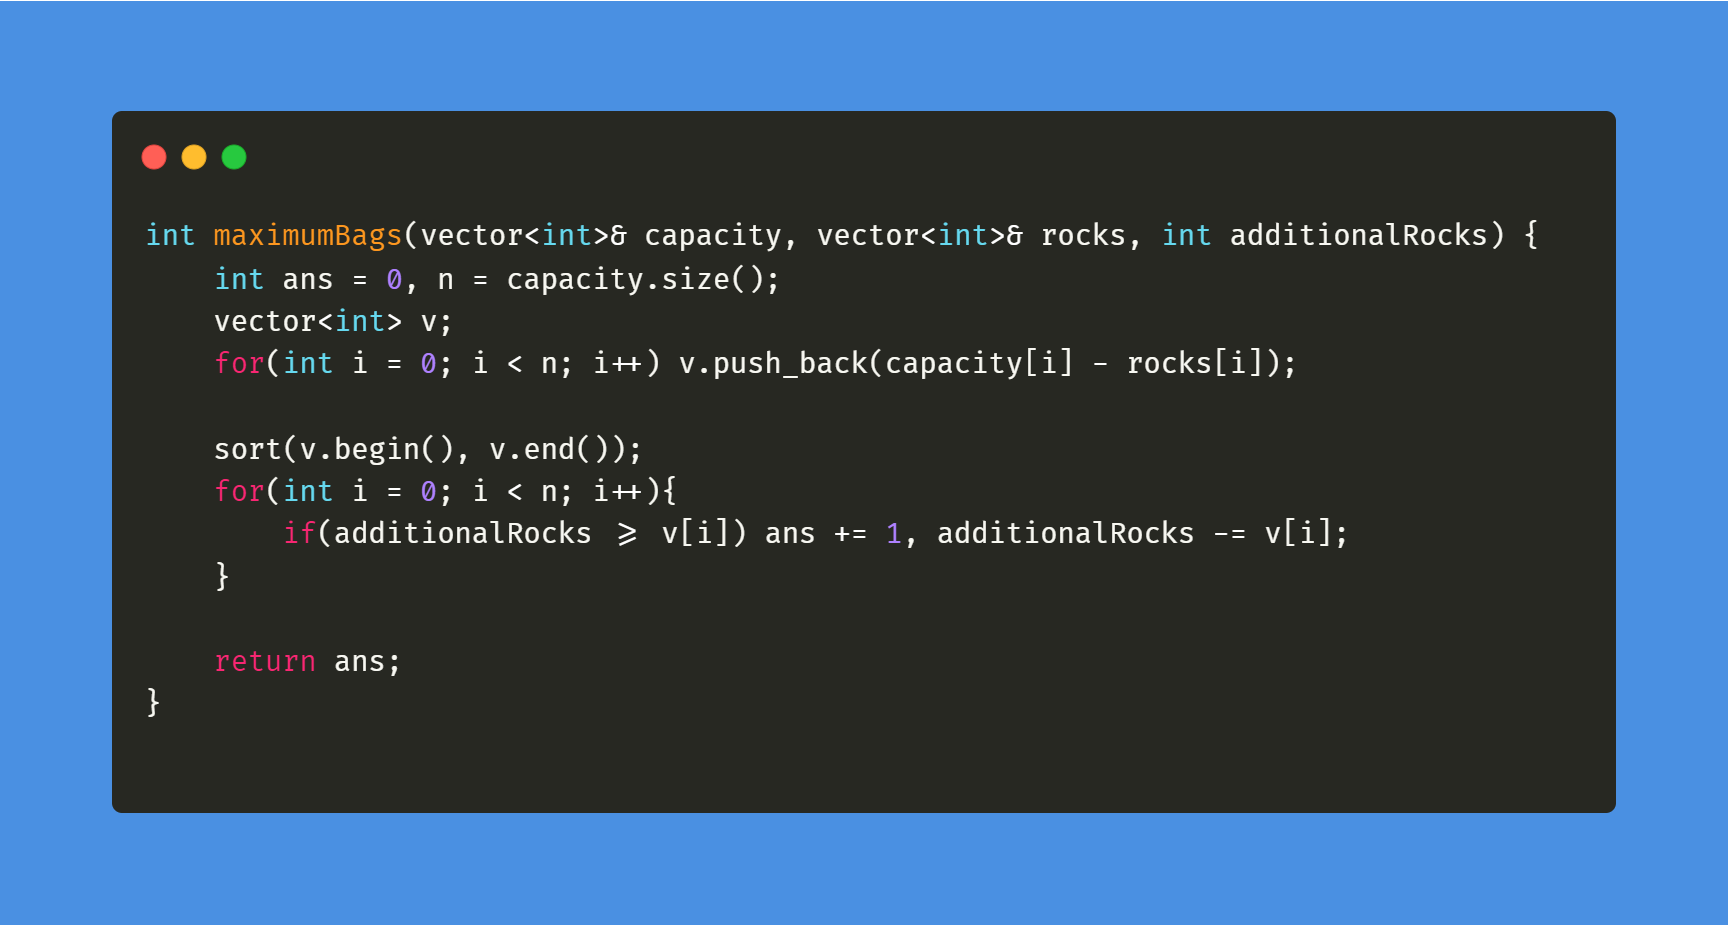 int maximumBags(vector<int>& capacity, vector<int>& rocks, int additionalRocks) {
    int ans = 0, n = capacity.size();
    vector<int> v;
    for(int i = 0; i < n; i++) v.push_back(capacity[i] - rocks[i]);

    sort(v.begin(), v.end());
    for(int i = 0; i < n; i++){
        if(additionalRocks >= v[i]) ans += 1, additionalRocks -= v[i];
    }

    return ans;
}